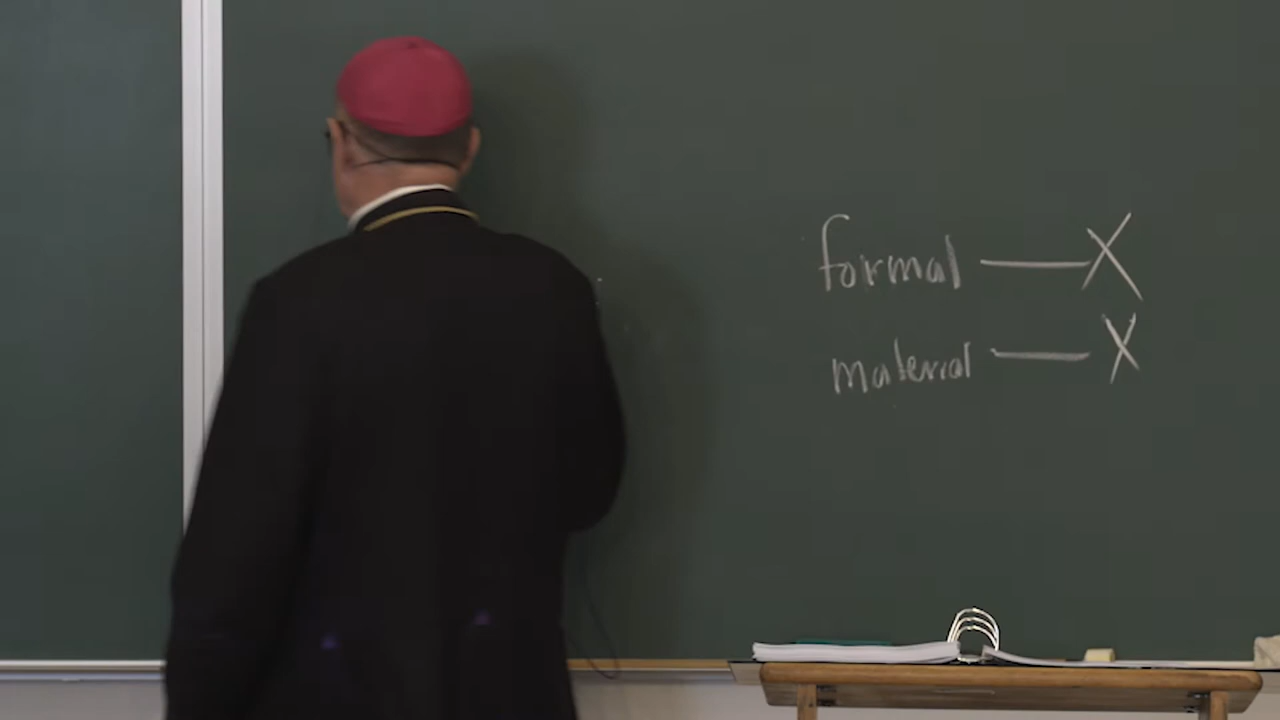 formal — X
material — X